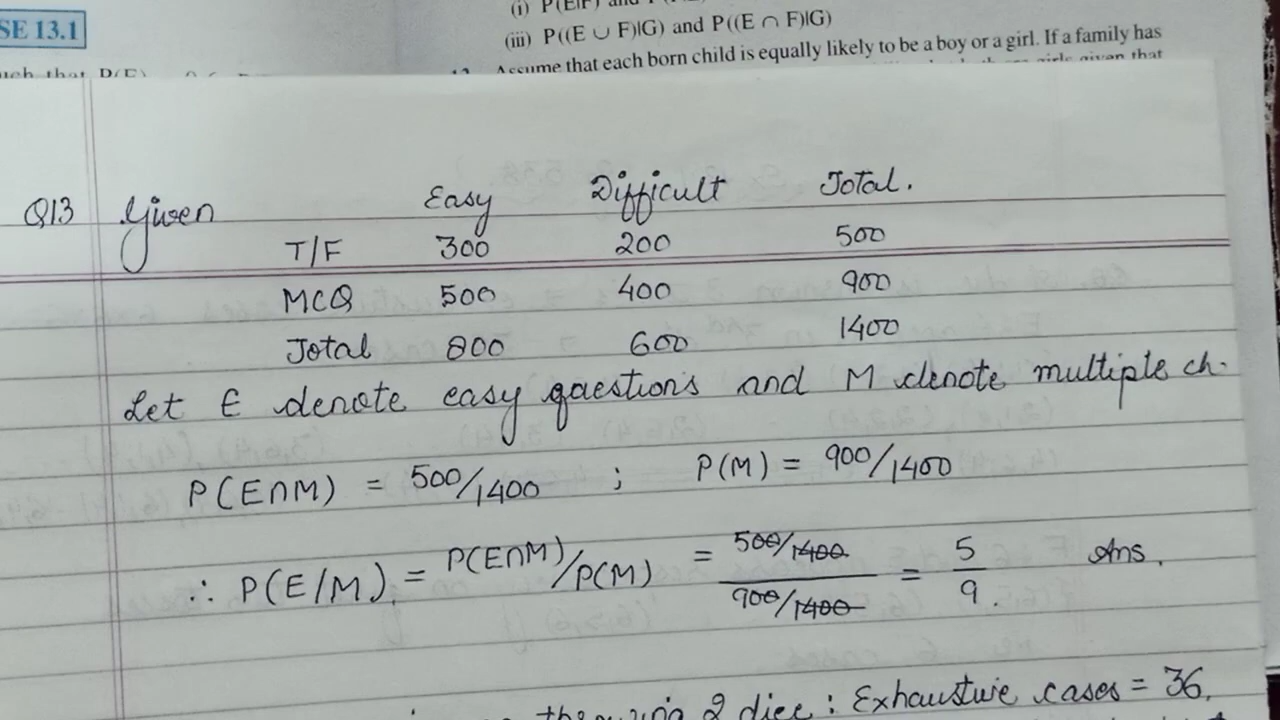 SE 13.1
(iii) P((E ∪ F)|G) and P((E ∩ F)|G)
Assume that each born child is equally likely to be a boy or a girl. If a family has
Q13 Given Easy Difficult Total.
T/F 300 200 500
MCQ 500 400 900
Total 800 600 1400
Let E denote easy questions and M denote multiple ch.
P(E∩M) = 500/1400 ; P(M) = 900/1400
∴ P(E/M) = P(E∩M)/P(M) = 500/1400 / 900/1400 = 5/9. Ans.
2 dice : Exhaustive cases = 36.